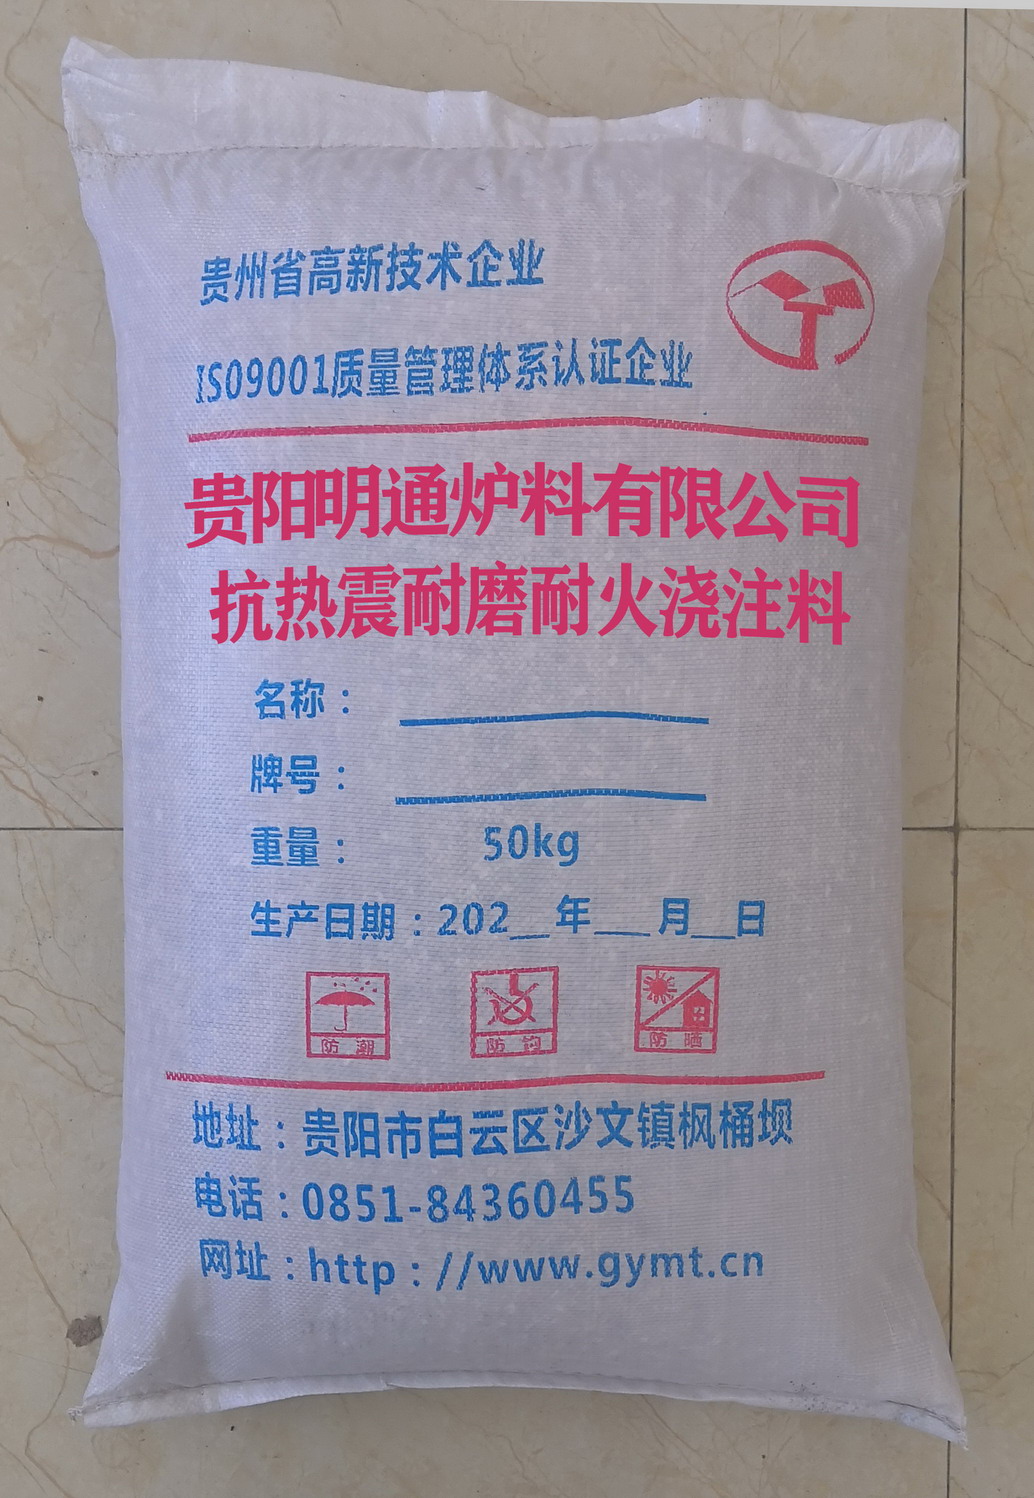 贵州省高新技术企业
ISO9001质量管理体系认证企业
贵阳明通炉料有限公司
抗热震耐磨耐火浇注料
名称：
牌号：
重量： 50kg
生产日期：202__年___月__日
防潮 防钩 防晒
地址：贵阳市白云区沙文镇枫桶坝
电话：0851-84360455
网址：http：//www.gymt.cn